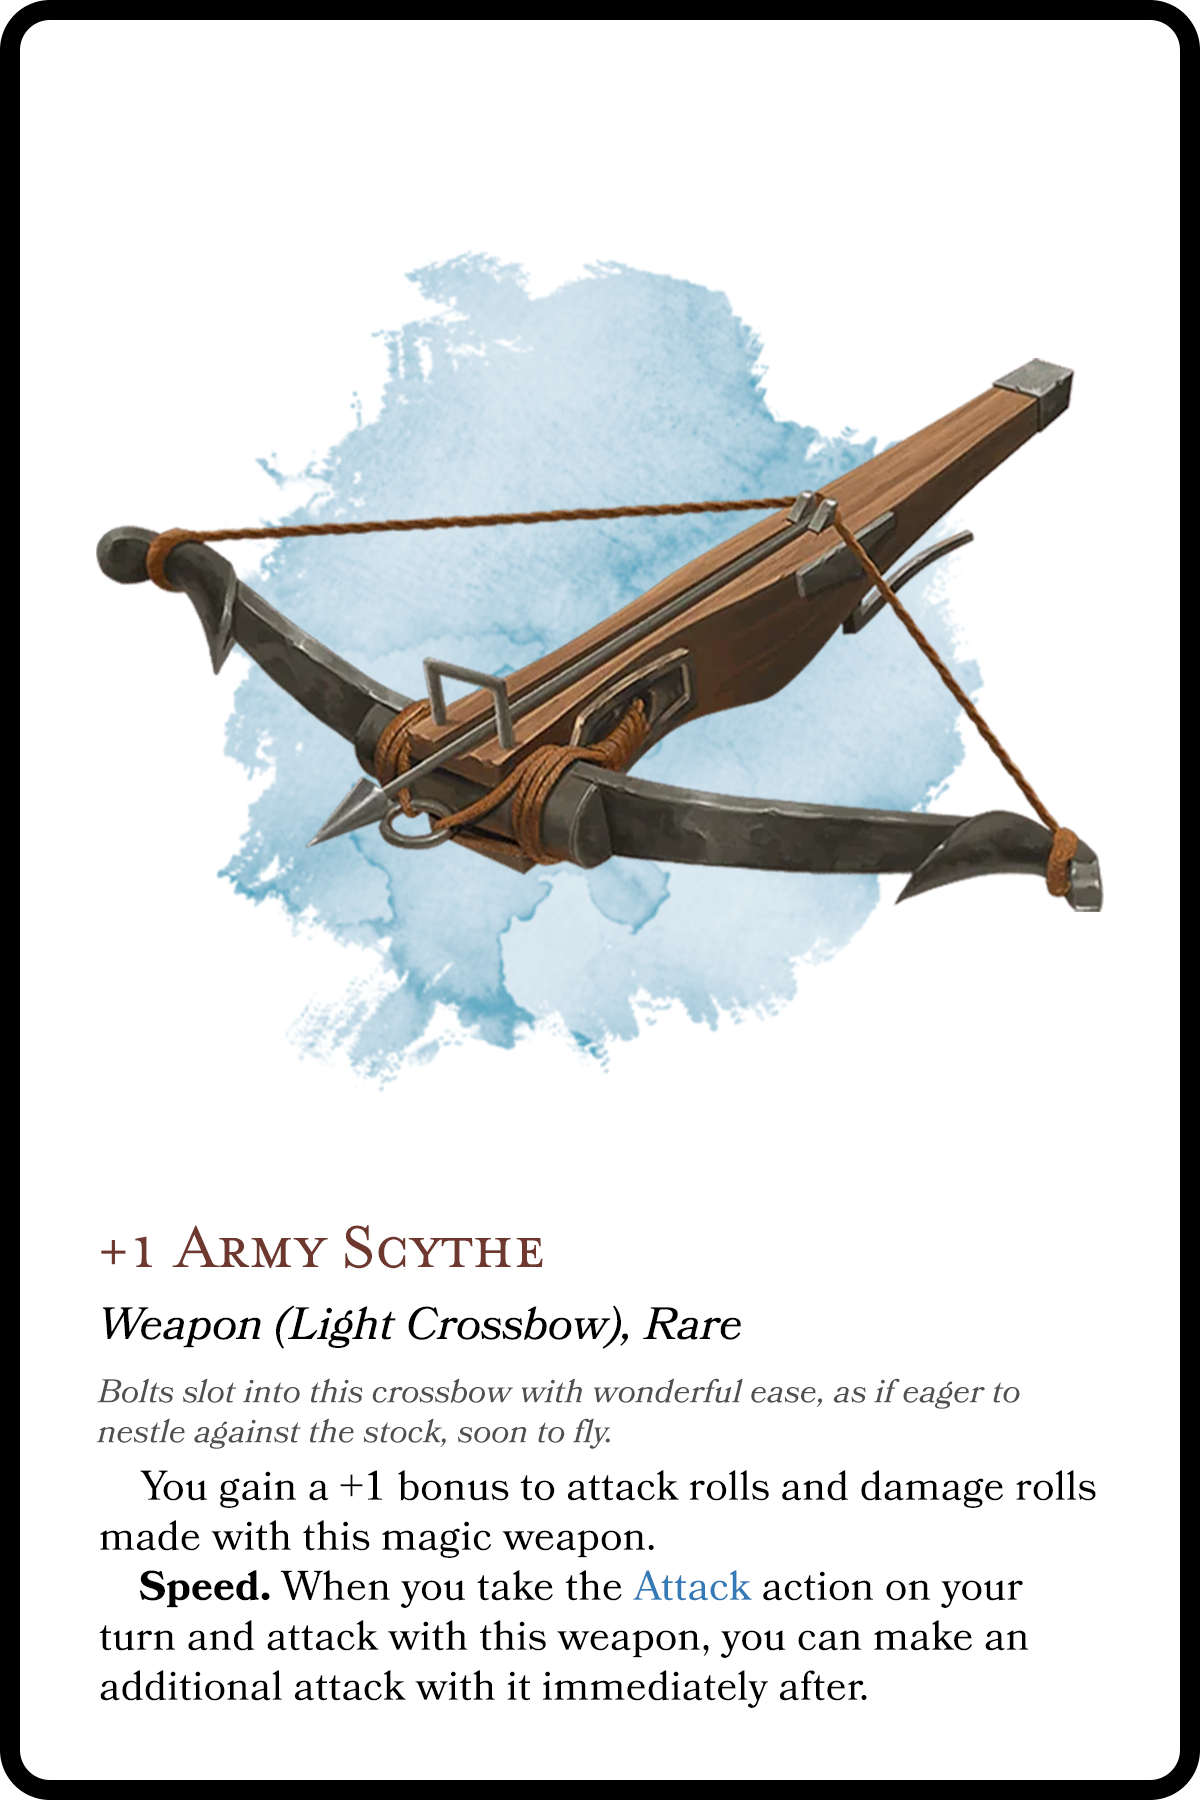 +1 Army Scythe
Weapon (Light Crossbow), Rare
Bolts slot into this crossbow with wonderful ease, as if eager to
nestle against the stock, soon to fly.
You gain a +1 bonus to attack rolls and damage rolls
made with this magic weapon.
Speed. When you take the Attack action on your
turn and attack with this weapon, you can make an
additional attack with it immediately after.